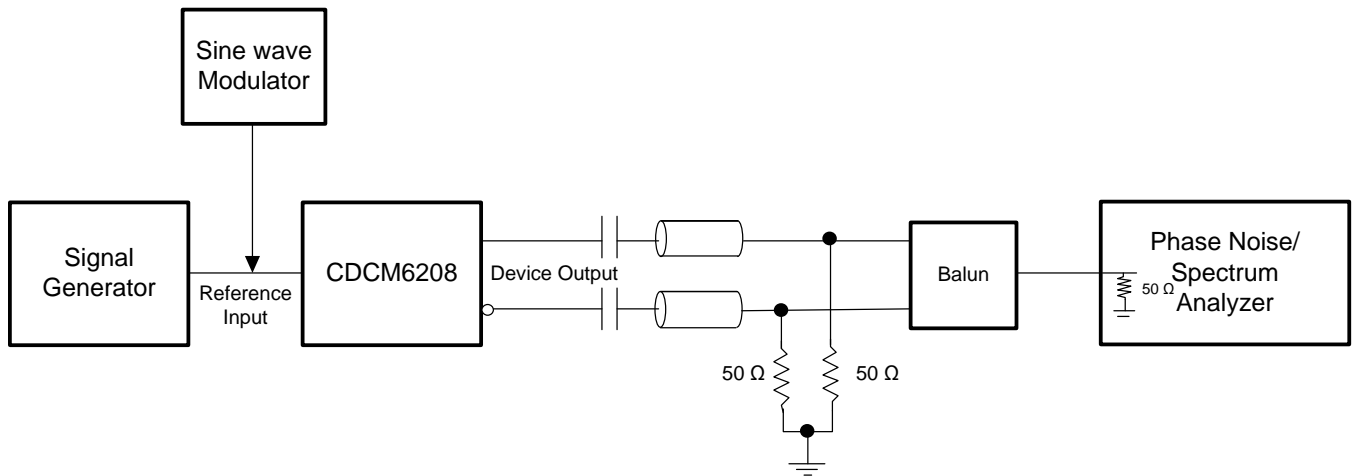 Sine wave
Modulator
Signal
Generator
Reference
Input
CDCM6208
Device Output
50 Ω
50 Ω
Balun
Phase Noise/
Spectrum
Analyzer
50 Ω